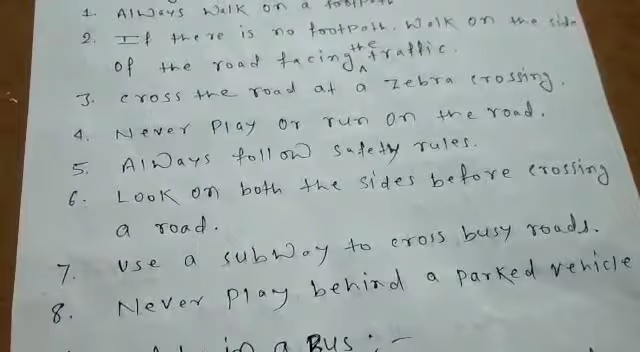 1. Always walk on a footpath
2. If there is no footpath. walk on the side
of the road facing the traffic.
3. cross the road at a zebra crossing.
4. Never play or run on the road.
5. Always follow safety rules.
6. Look on both the sides before crossing
a road.
7. Use a subway to cross busy roads.
8. Never play behind a parked vehicle
in a BUS :-